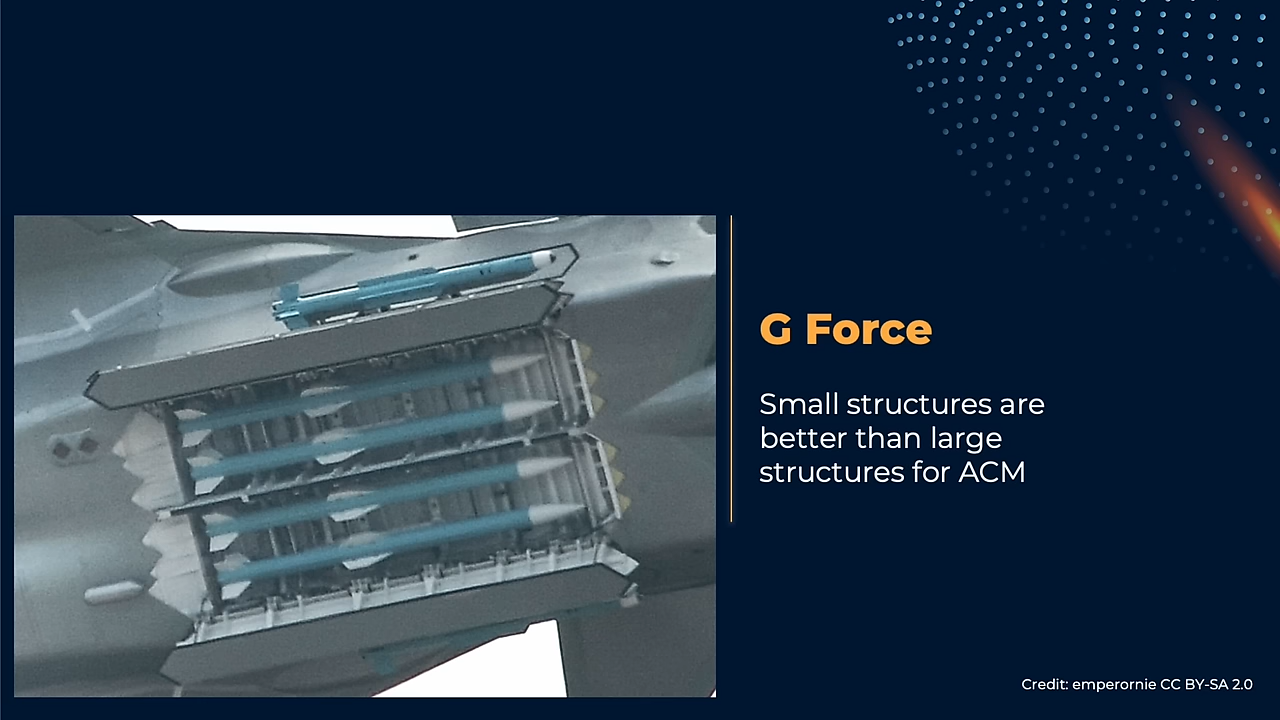 G Force
Small structures are
better than large
structures for ACM
Credit: emperornie CC BY-SA 2.0